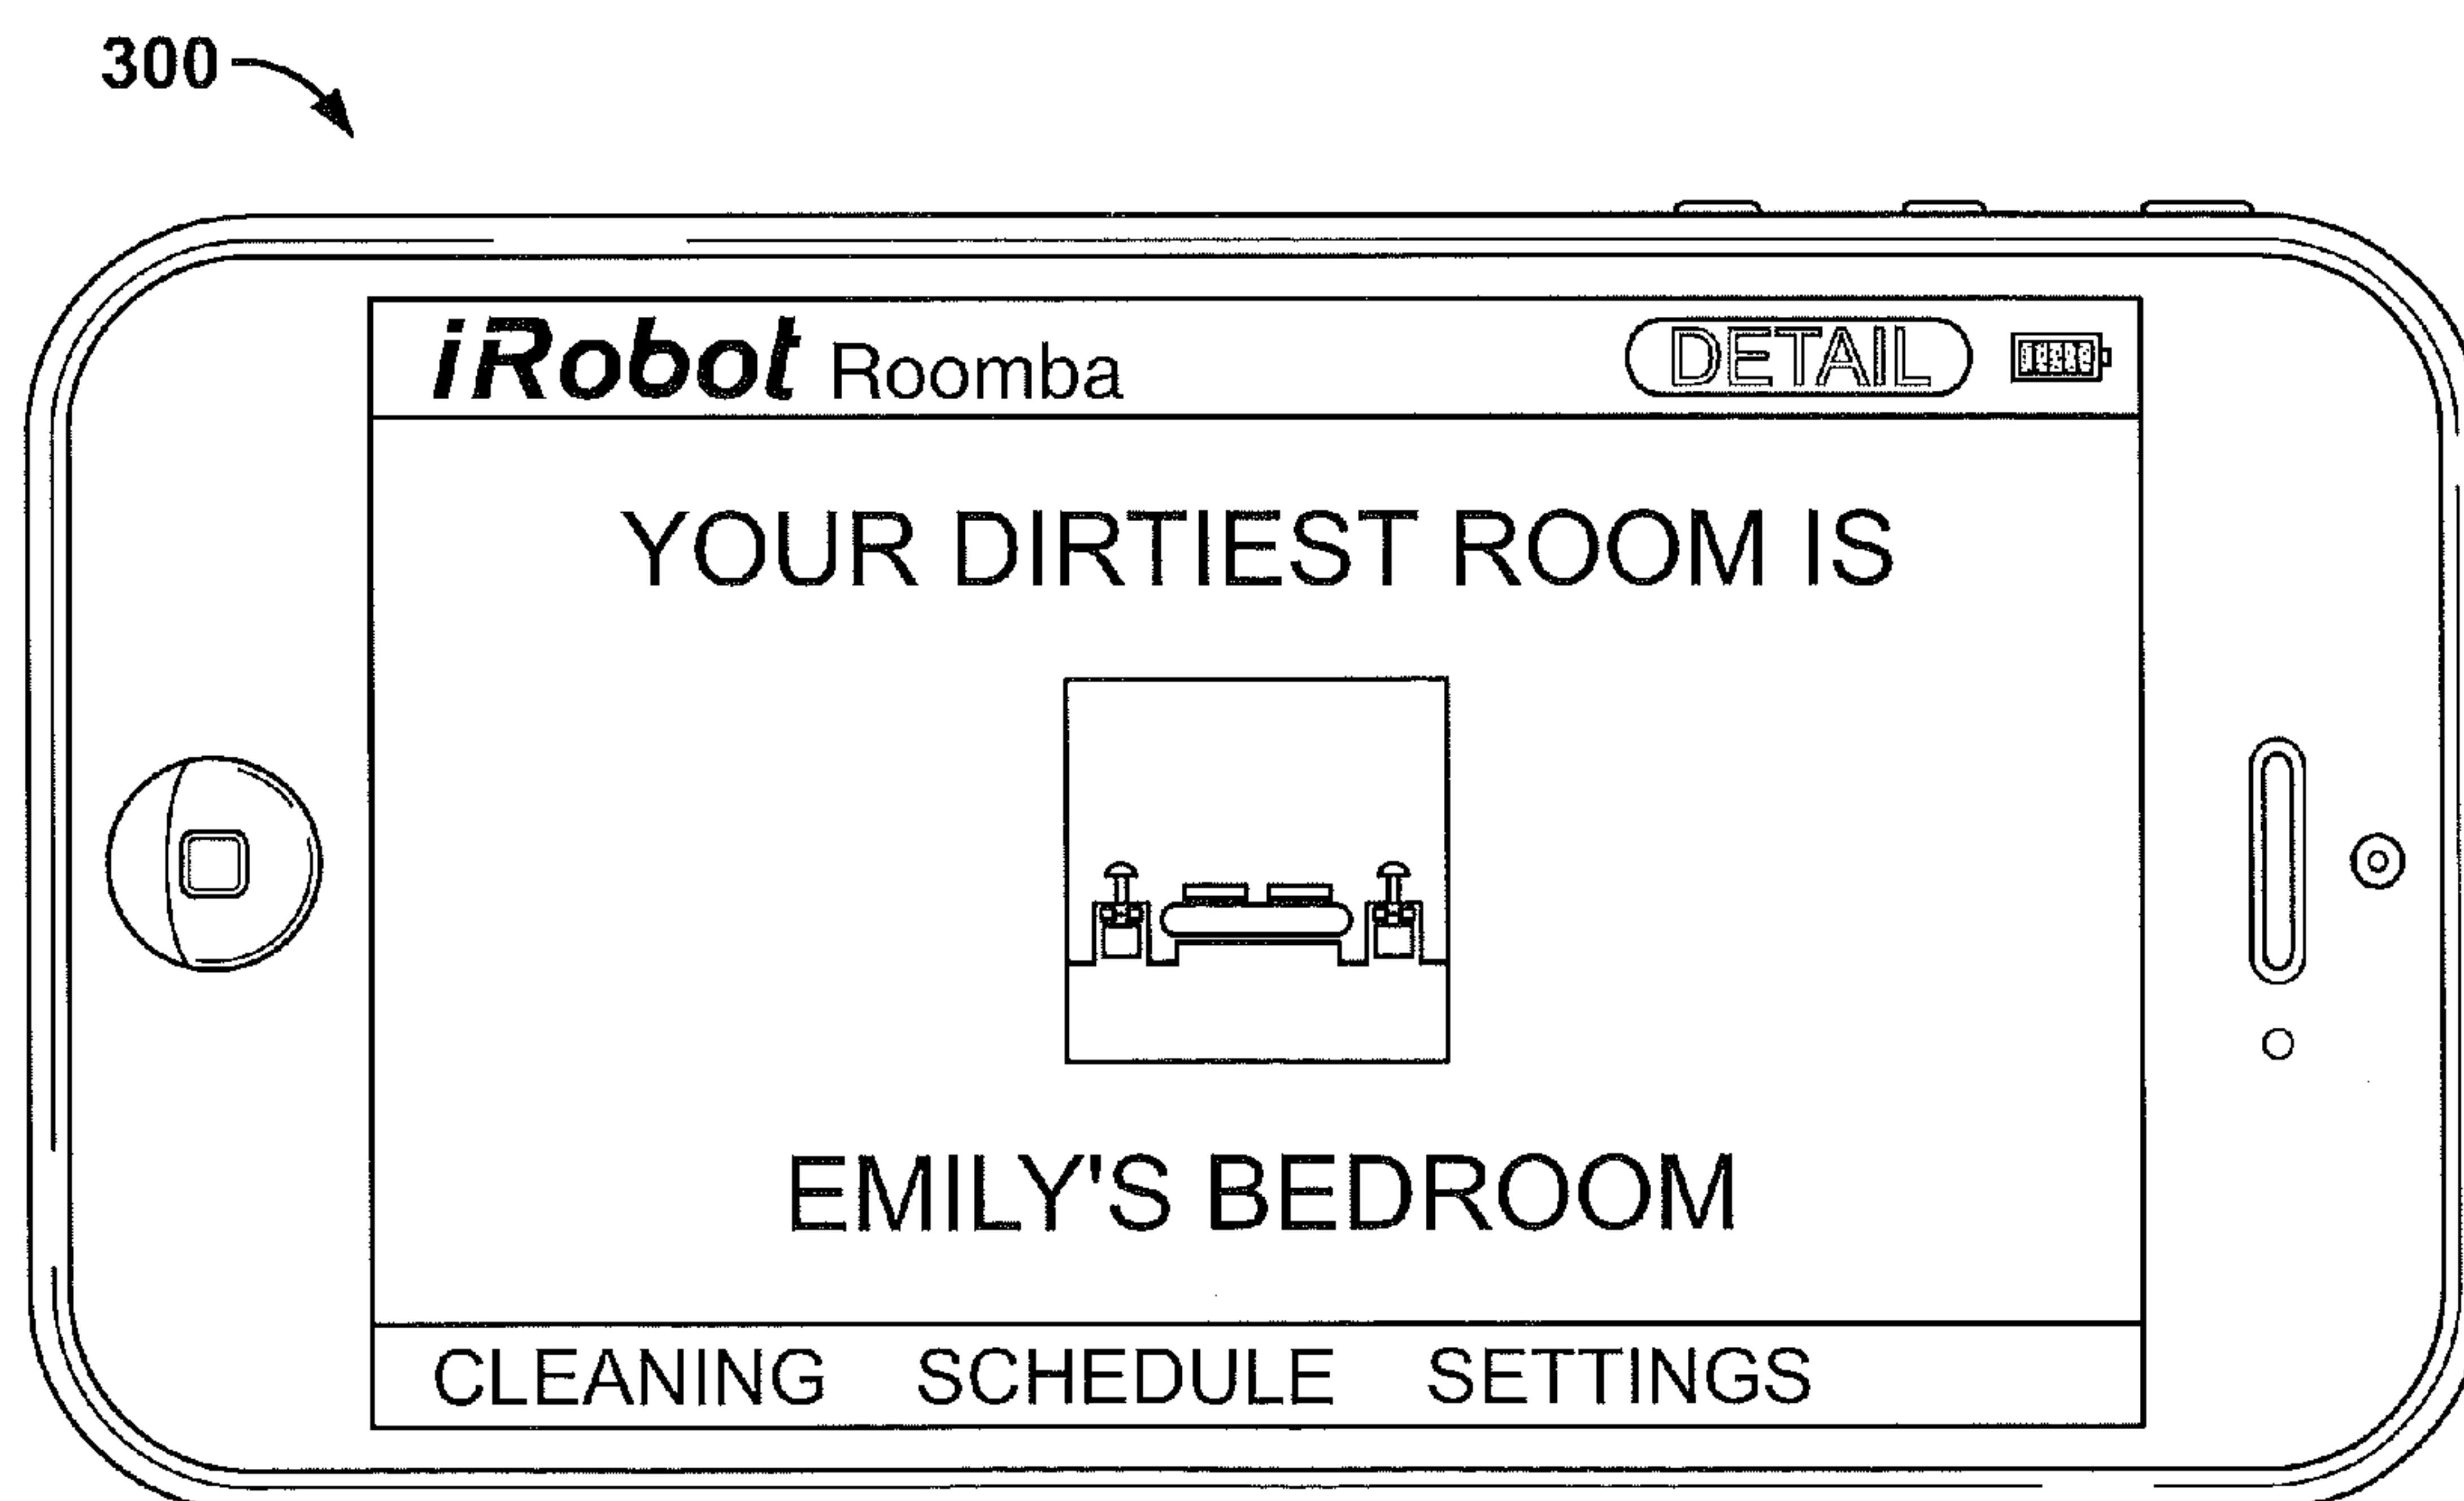 300
iRobot Roomba DETAIL
YOUR DIRTIEST ROOM IS
EMILY'S BEDROOM
CLEANING SCHEDULE SETTINGS